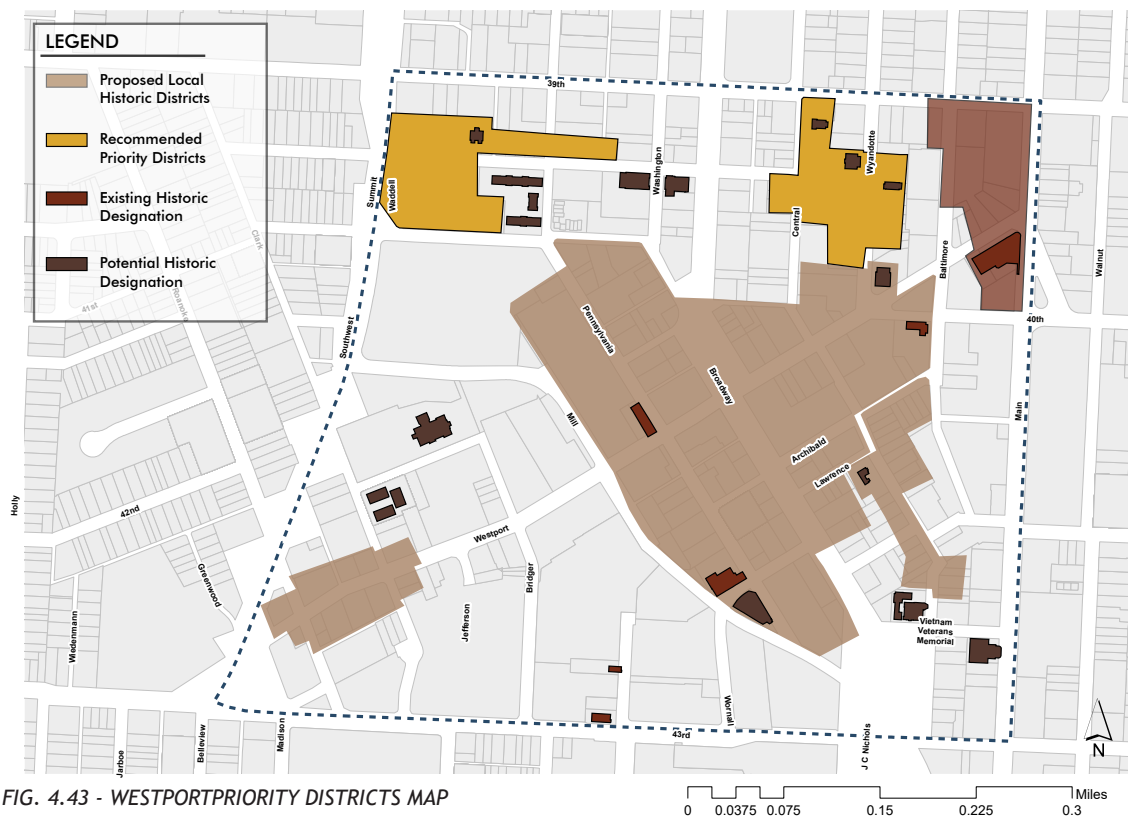 LEGEND
Proposed Local
Historic Districts
Recommended
Priority Districts
Existing Historic
Designation
Potential Historic
Designation
39th
Summit
Waddell
Washington
Wyandotte
Central
Clark
41st
Roanoke
Baltimore
Walnut
40th
Southwest
Pennsylvania
Broadway
Mill
Main
Archibald
Lawrence
Holly
42nd
Westport
Greenwood
Bridger
Wiedenmann
Jefferson
Vietnam
Veterans
Memorial
Wornall
Madison
Belleview
Jarboe
43rd
J C Nichols
N
FIG. 4.43 - WESTPORTPRIORITY DISTRICTS MAP
Miles
0 0.0375 0.075 0.15 0.225 0.3